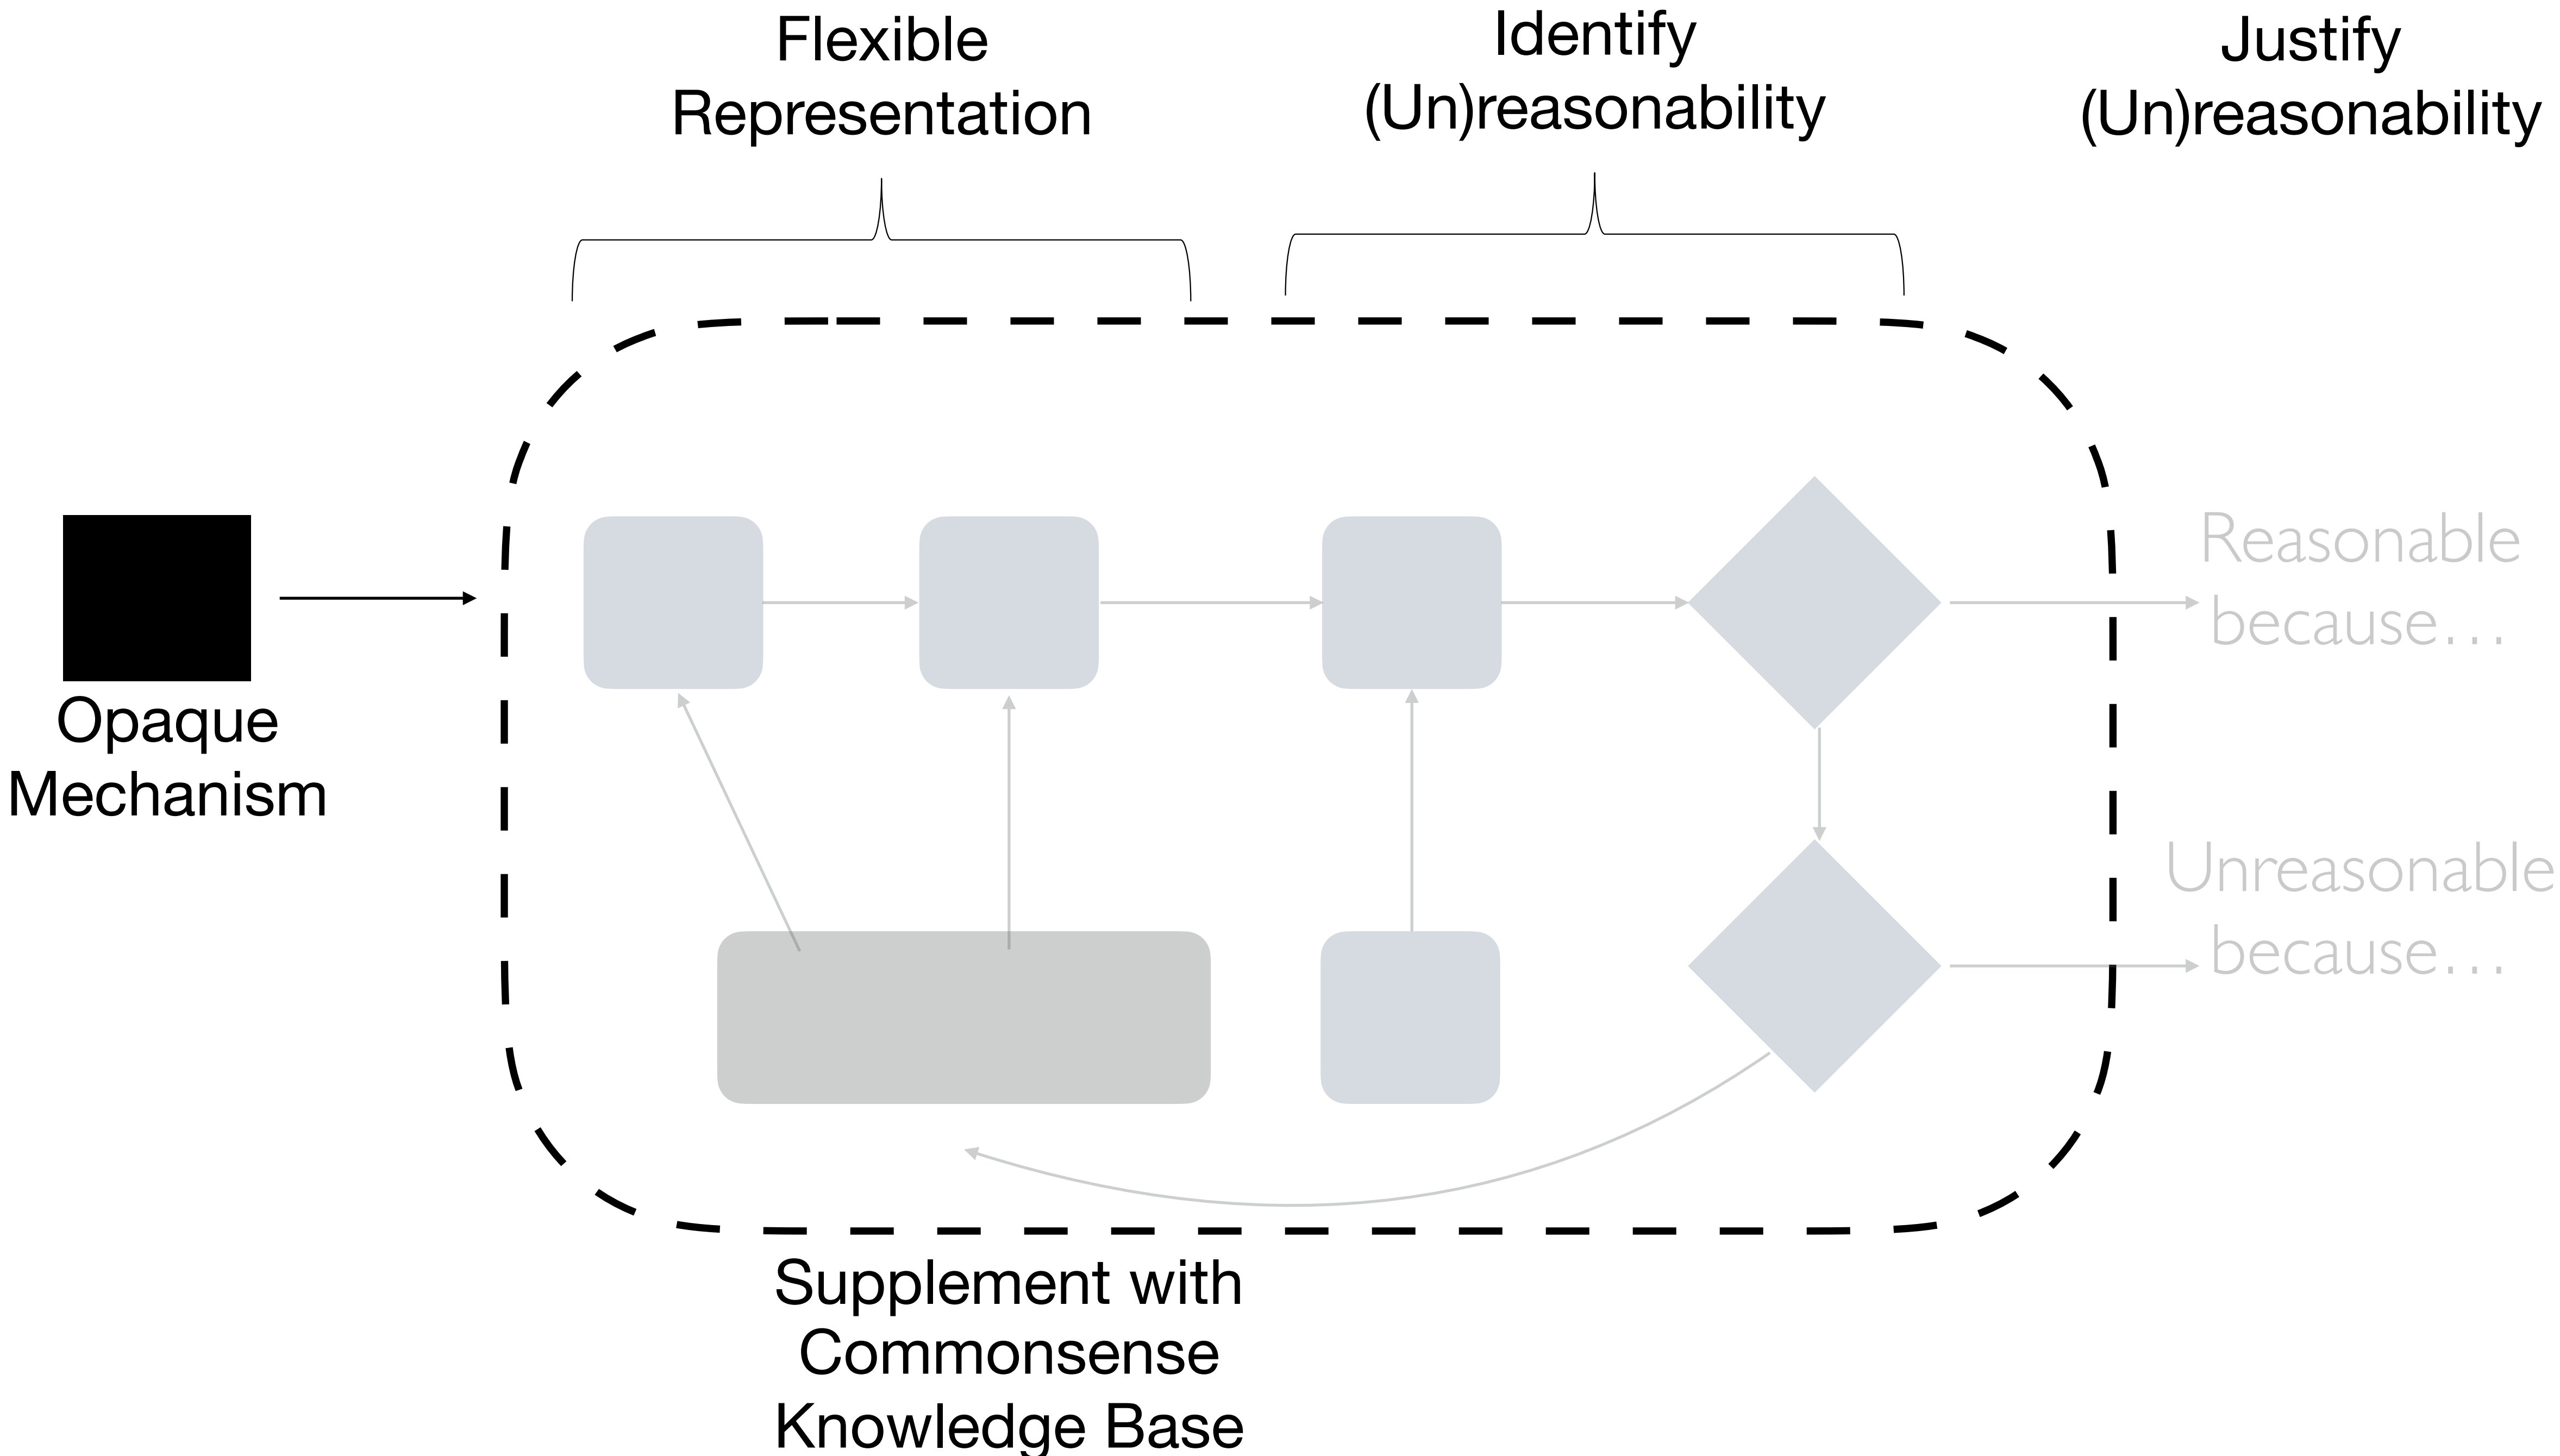 Flexible
Representation
Identify
(Un)reasonability
Justify
(Un)reasonability
Opaque
Mechanism
Reasonable
because...
Unreasonable
because...
Supplement with
Commonsense
Knowledge Base